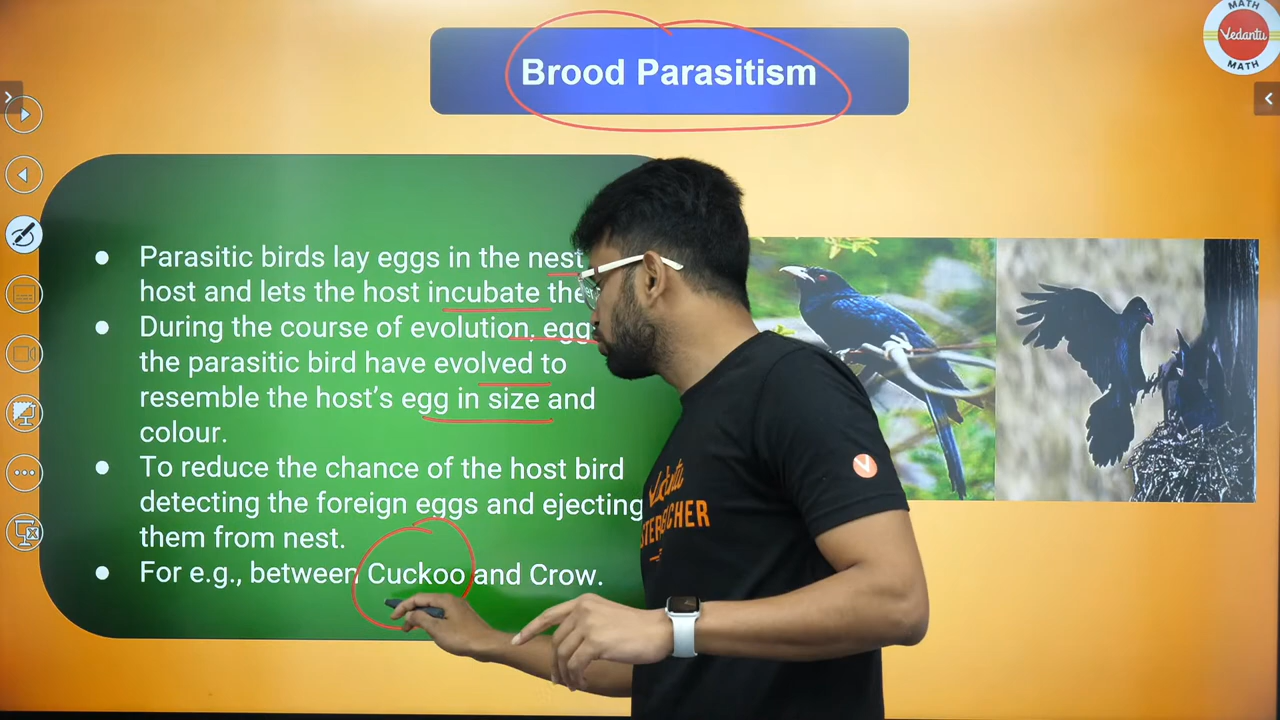 MATH
Vedantu
MATH
Brood Parasitism
● Parasitic birds lay eggs in the nest
host and lets the host incubate
● During the course of evolution,
the parasitic bird have evolved to
resemble the host's egg in size and
colour.
● To reduce the chance of the host bird
detecting the foreign eggs and ejecting
them from nest.
● For e.g., between Cuckoo and Crow.
Vedantu